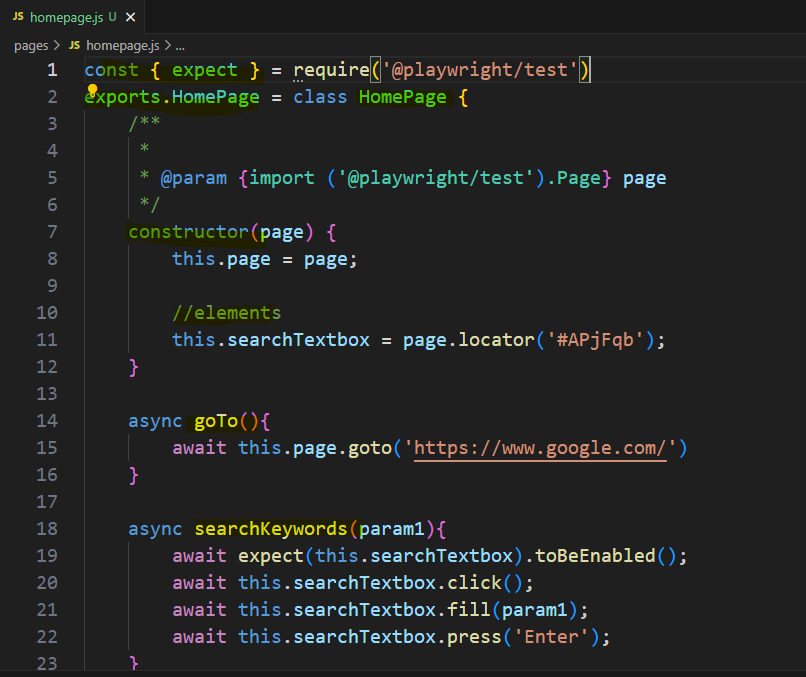 JS homepage.js U ×
pages > JS homepage.js > ...
1 const { expect } = require('@playwright/test')
2 exports.HomePage = class HomePage {
3     /**
4      *
5      * @param {import ('@playwright/test').Page} page
6      */
7     constructor(page) {
8         this.page = page;
9
10         //elements
11         this.searchTextbox = page.locator('#APjFqb');
12     }
13
14     async goTo(){
15         await this.page.goto('https://www.google.com/')
16     }
17
18     async searchKeywords(param1){
19         await expect(this.searchTextbox).toBeEnabled();
20         await this.searchTextbox.click();
21         await this.searchTextbox.fill(param1);
22         await this.searchTextbox.press('Enter');
23     }